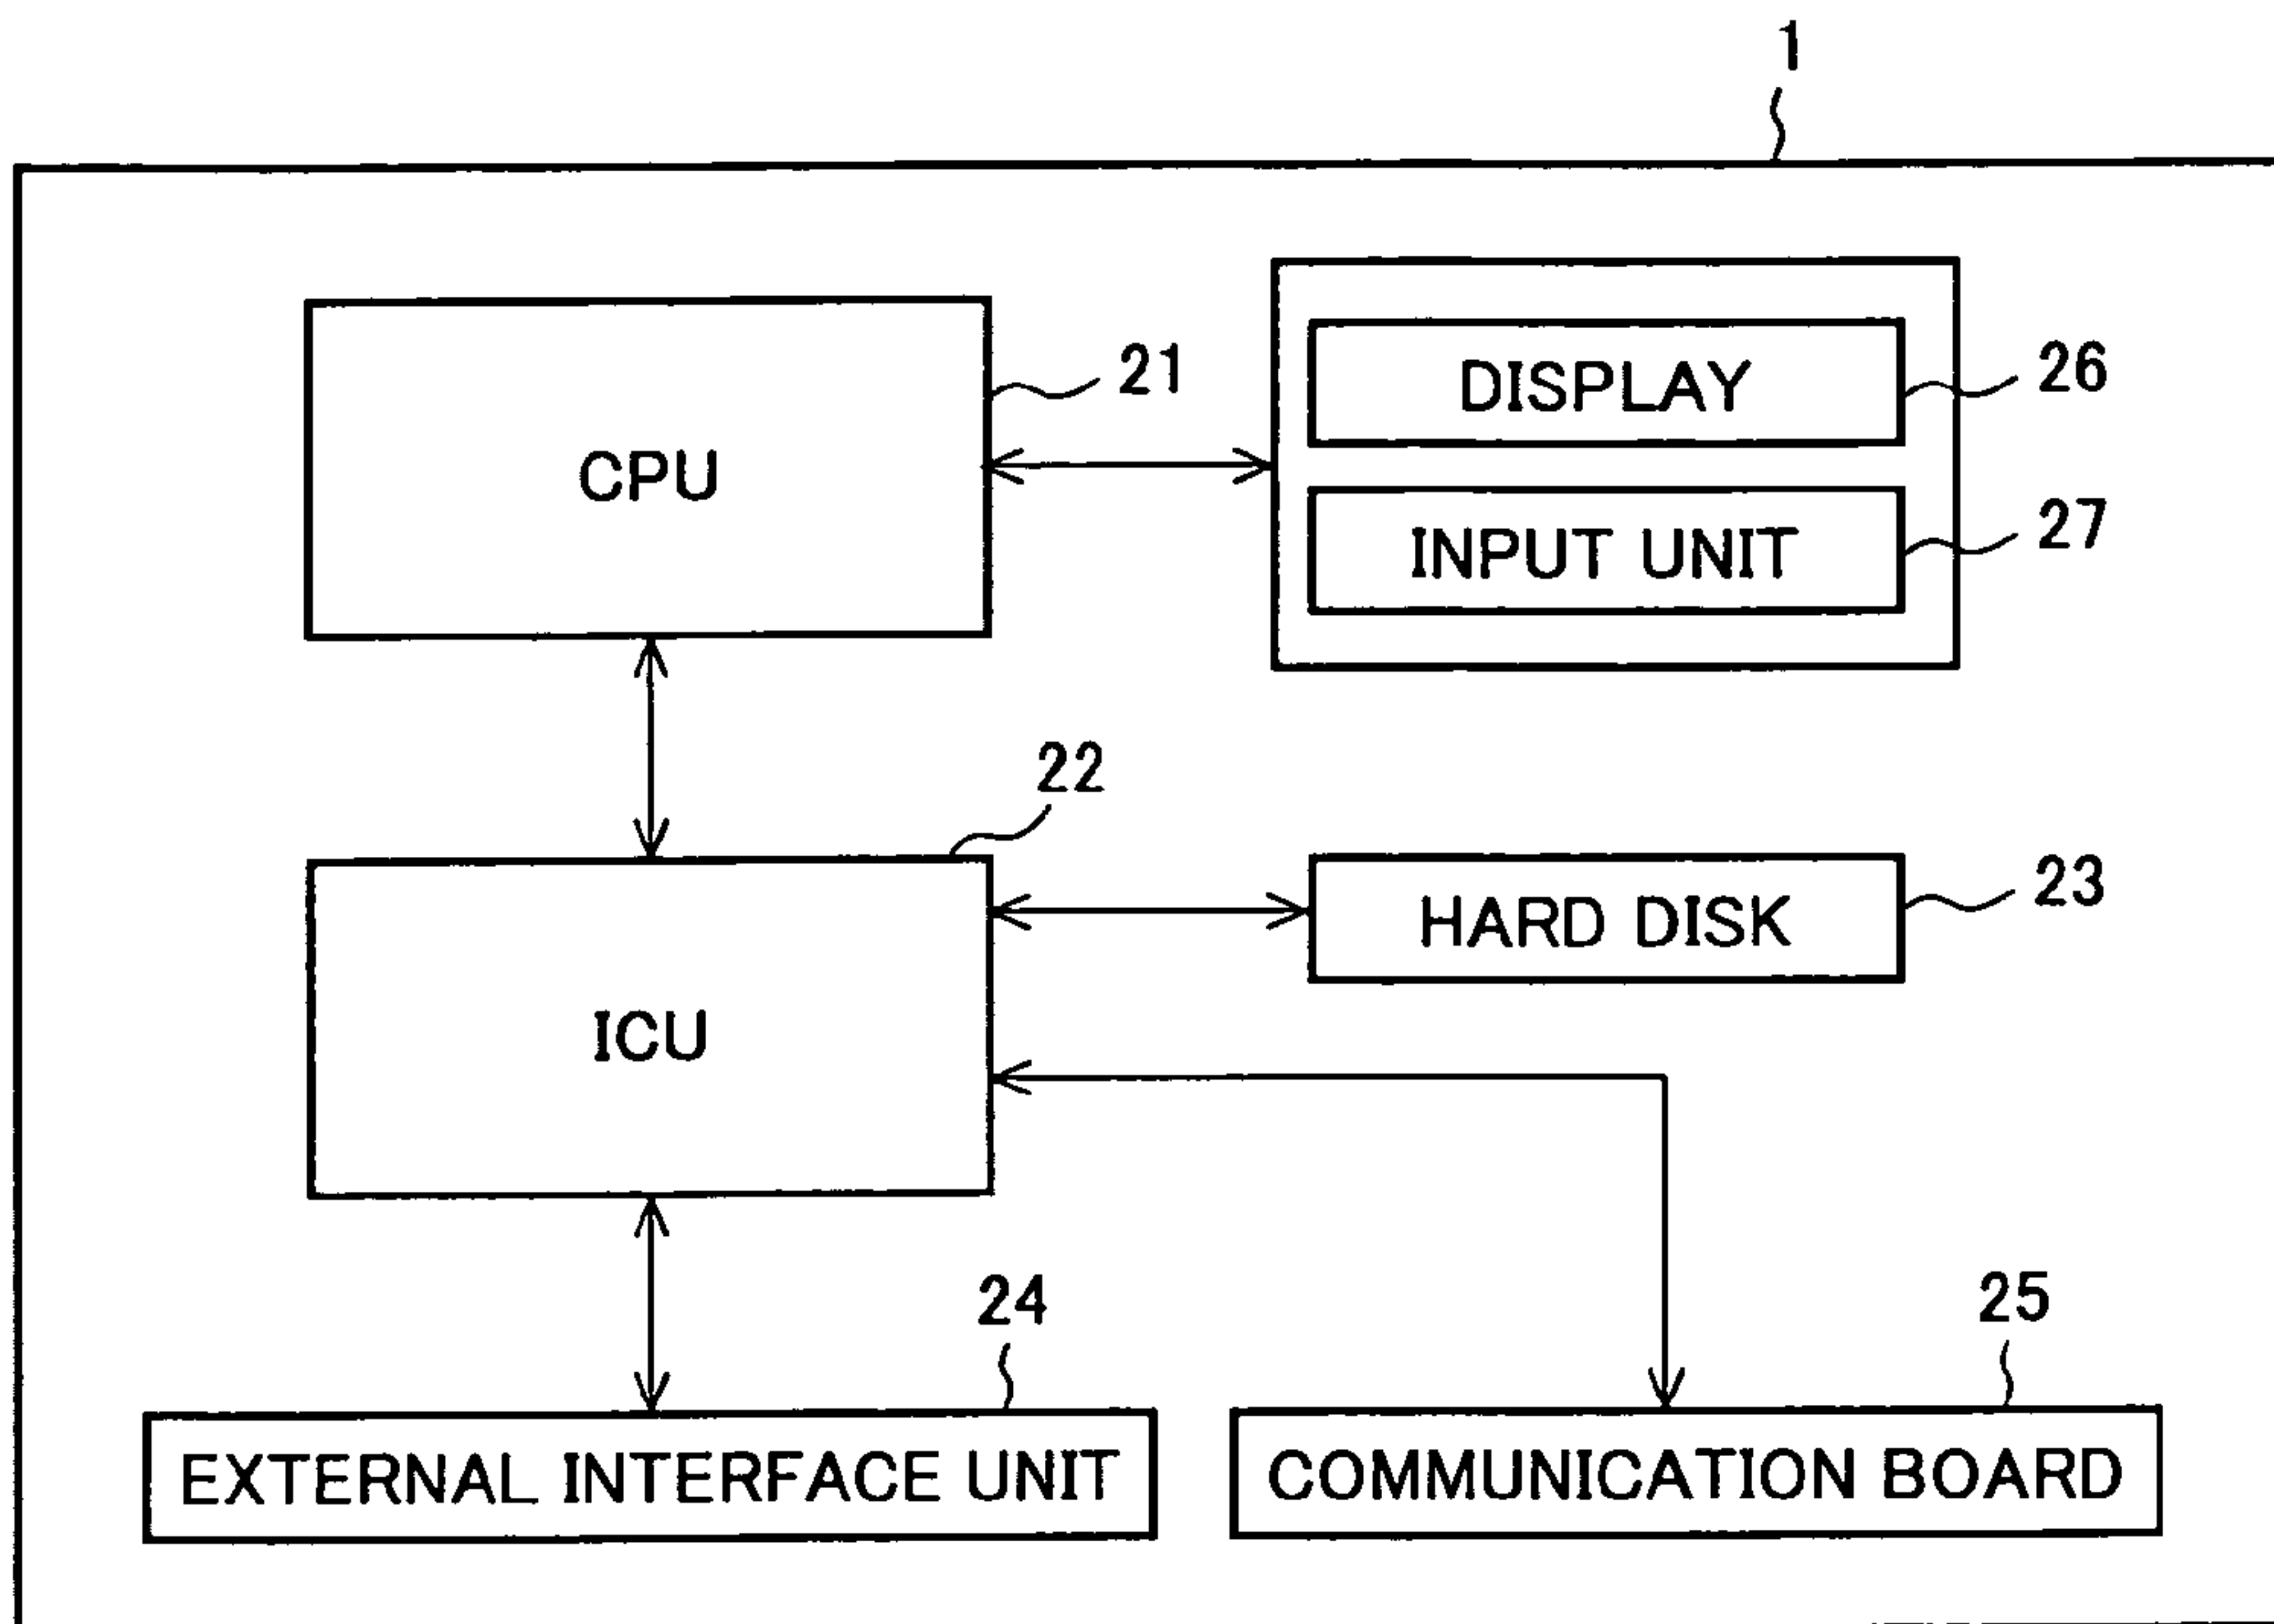 1
CPU
21
DISPLAY
26
INPUT UNIT
27
22
ICU
HARD DISK
23
24
EXTERNAL INTERFACE UNIT
25
COMMUNICATION BOARD